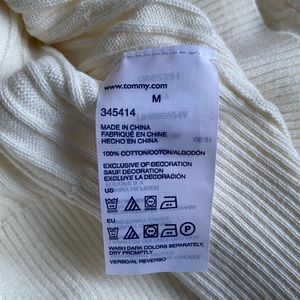 www.tommy.com
M
345414
MADE IN CHINA
FABRIQUÉ EN CHINE
HECHO EN CHINA
100% COTTON/COTON/ALGODÓN
EXCLUSIVE OF DECORATION
SAUF DÉCORATION
EXCLUYE LA DECORACIÓN
US
EU
WASH DARK COLORS SEPARATELY,
DRY PROMPTLY
VERSO/AL REVERSO